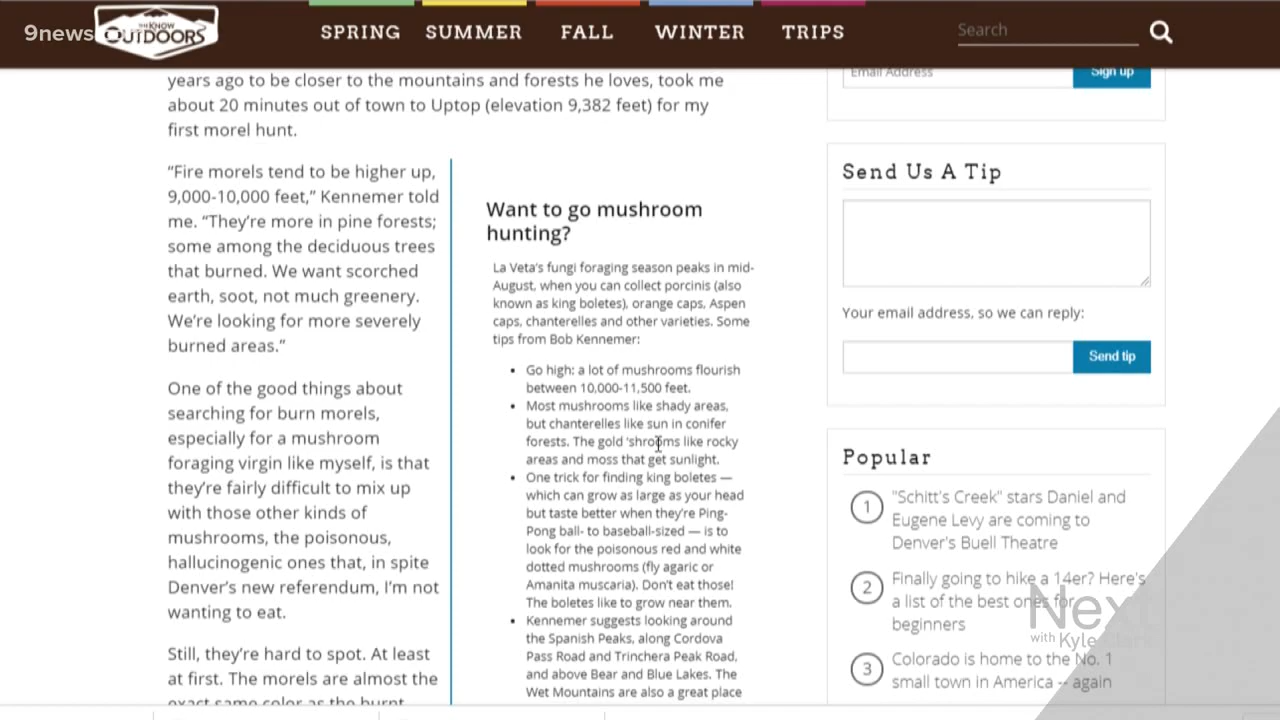 9news
THE KNOW
OUTDOORS
SPRING
SUMMER
FALL
WINTER
TRIPS
Search
years ago to be closer to the mountains and forests he loves, took me
about 20 minutes out of town to Uptop (elevation 9,382 feet) for my
first morel hunt.
“Fire morels tend to be higher up,
9,000-10,000 feet,” Kennemer told
me. “They’re more in pine forests;
some among the deciduous trees
that burned. We want scorched
earth, soot, not much greenery.
We’re looking for more severely
burned areas.”
One of the good things about
searching for burn morels,
especially for a mushroom
foraging virgin like myself, is that
they’re fairly difficult to mix up
with those other kinds of
mushrooms, the poisonous,
hallucinogenic ones that, in spite
Denver’s new referendum, I’m not
wanting to eat.
Still, they’re hard to spot. At least
at first. The morels are almost the
exact same color as the burnt
Want to go mushroom
hunting?
La Veta’s fungi foraging season peaks in mid-
August, when you can collect porcinis (also
known as king boletes), orange caps, Aspen
caps, chanterelles and other varieties. Some
tips from Bob Kennemer:
• Go high: a lot of mushrooms flourish
between 10,000-11,500 feet.
• Most mushrooms like shady areas,
but chanterelles like sun in conifer
forests. The gold ‘shrooms like rocky
areas and moss that get sunlight.
• One trick for finding king boletes —
which can grow as large as your head
but taste better when they’re Ping-
Pong ball- to baseball-sized — is to
look for the poisonous red and white
dotted mushrooms (fly agaric or
Amanita muscaria). Don’t eat those!
The boletes like to grow near them.
• Kennemer suggests looking around
the Spanish Peaks, along Cordova
Pass Road and Trinchera Peak Road,
and above Bear and Blue Lakes. The
Wet Mountains are also a great place
Email Address
Sign up
Send Us A Tip
Your email address, so we can reply:
Send tip
Popular
1 "Schitt's Creek" stars Daniel and
Eugene Levy are coming to
Denver's Buell Theatre
2 Finally going to hike a 14er? Here's
a list of the best ones for
beginners
3 Colorado is home to the No. 1
small town in America -- again
Next
with Kyle Clark